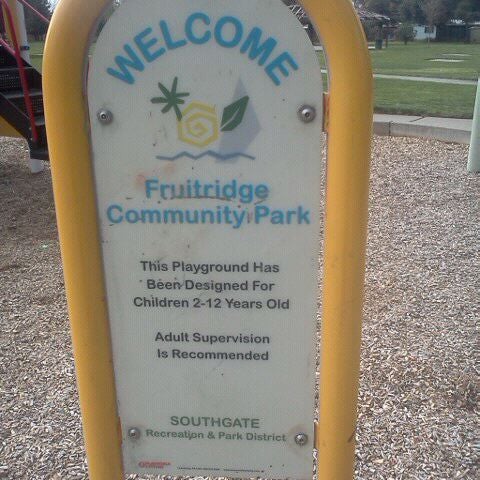 WELCOME
Fruitridge
Community Park
This Playground Has
Been Designed For
Children 2-12 Years Old
Adult Supervision
Is Recommended
SOUTHGATE
Recreation & Park District